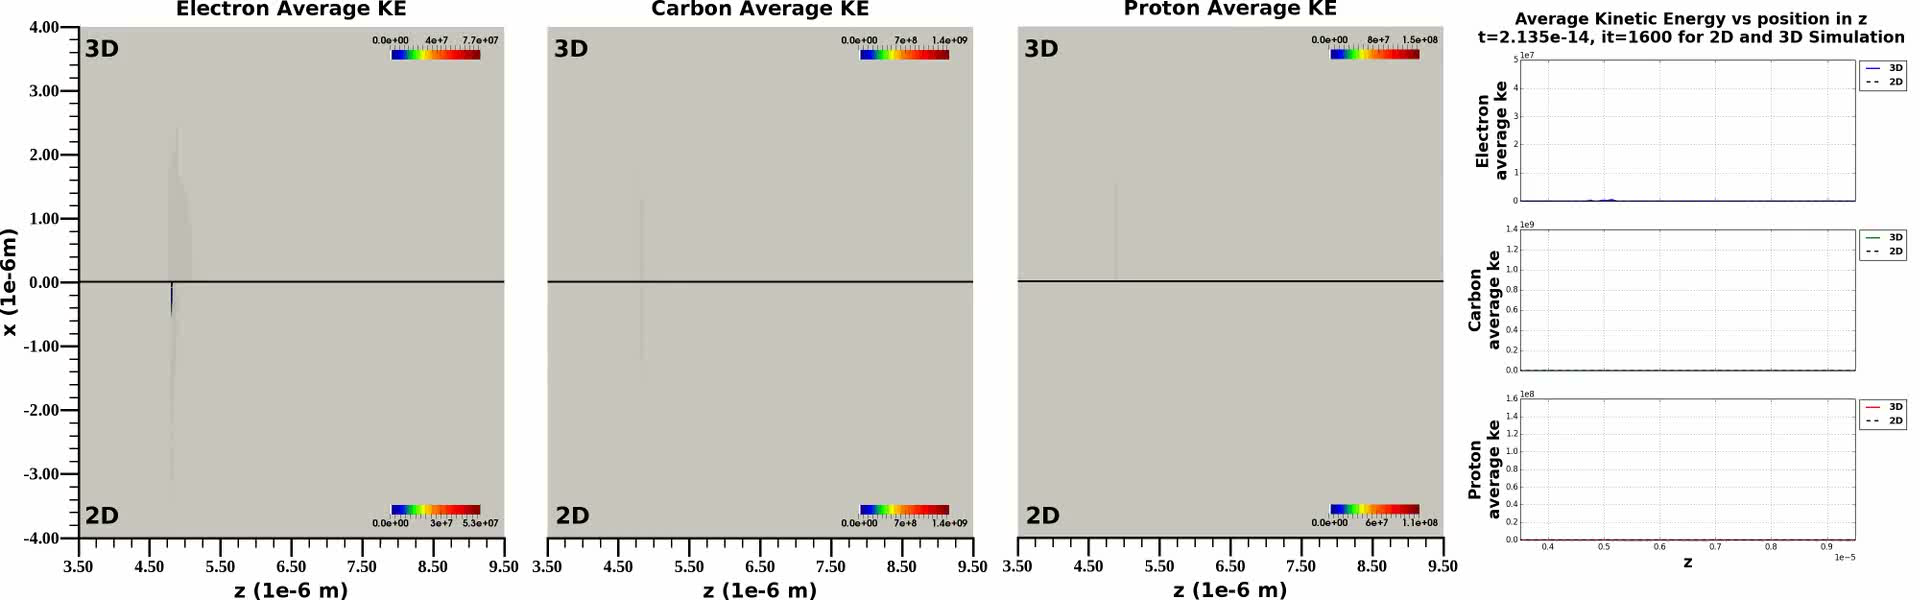 Electron Average KE
Carbon Average KE
Proton Average KE
Average Kinetic Energy vs position in z
t=2.135e-14, it=1600 for 2D and 3D Simulation
4.00
3.00
2.00
1.00
0.00
-1.00
-2.00
-3.00
-4.00
x (1e-6m)
3D
0.0e+00 4e+7 7.7e+07
2D
0.0e+00 3e+7 5.3e+07
3.50 4.50 5.50 6.50 7.50 8.50 9.50
z (1e-6 m)
3D
0.0e+00 7e+8 1.4e+09
2D
0.0e+00 7e+8 1.4e+09
3.50 4.50 5.50 6.50 7.50 8.50 9.50
z (1e-6 m)
3D
0.0e+00 8e+7 1.5e+08
2D
0.0e+00 6e+7 1.1e+08
3.50 4.50 5.50 6.50 7.50 8.50 9.50
z (1e-6 m)
Electron
average ke
1e7
5
4
3
2
1
0
3D
2D
Carbon
average ke
1e9
1.4
1.2
1.0
0.8
0.6
0.4
0.2
0.0
3D
2D
Proton
average ke
1e8
1.6
1.4
1.2
1.0
0.8
0.6
0.4
0.2
0.0
3D
2D
0.4 0.5 0.6 0.7 0.8 0.9
1e-5
z